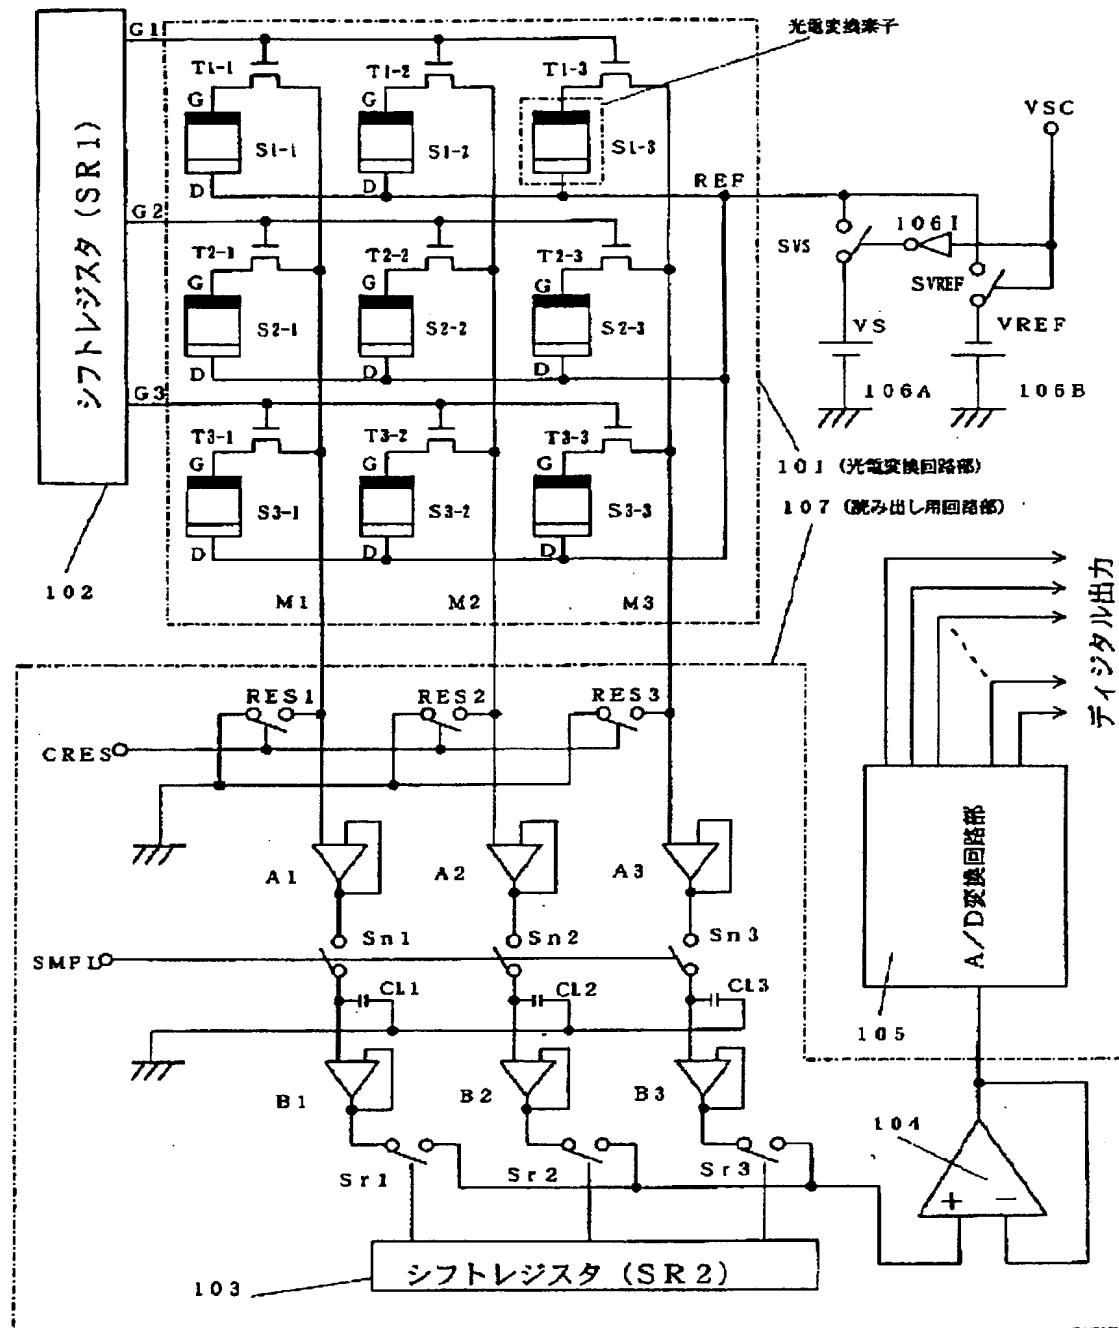 G1
光電変換素子
T1-1
T1-2
T1-3
G
G
VSC
シフトレジスタ(SR1)
S1-1
S1-2
S1-3
D
D
REF
G2
106I
SVS
T2-1
T2-2
T2-3
G
G
G
SVREF
S2-1
S2-2
S2-3
VS
VREF
D
D
106A
106B
G3
T3-1
T3-2
T3-3
G
G
G
101 (光電変換回路部)
S3-1
S3-2
S3-3
107 (読み出し用回路部)
D
D
D
102
M1
M2
M3
ディジタル出力
RES1
RES2
RES3
CRES
A1
A2
A3
A/D変換回路部
Sn1
Sn2
Sn3
SMPL
CL1
CL2
CL3
105
B1
B2
B3
104
Sr1
Sr2
Sr3
+
−
シフトレジスタ(SR2)
103